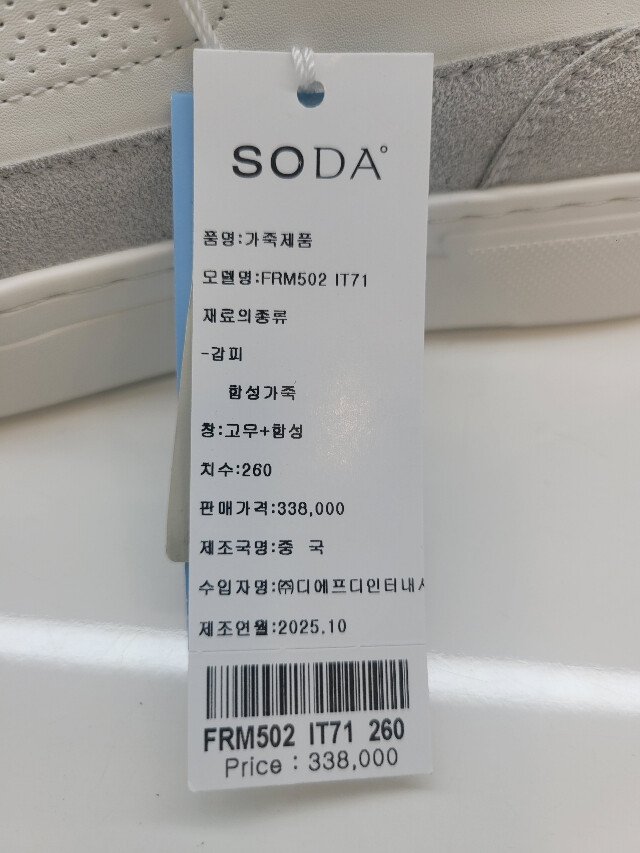 SODA
품명:가죽제품
모델명:FRM502 IT71
재료의종류
-갑피
합성가죽
창:고무+합성
치수:260
판매가격:338,000
제조국명:중 국
수입자명:㈜디에프디인터내
제조연월:2025.10
FRM502 IT71 260
Price : 338,000